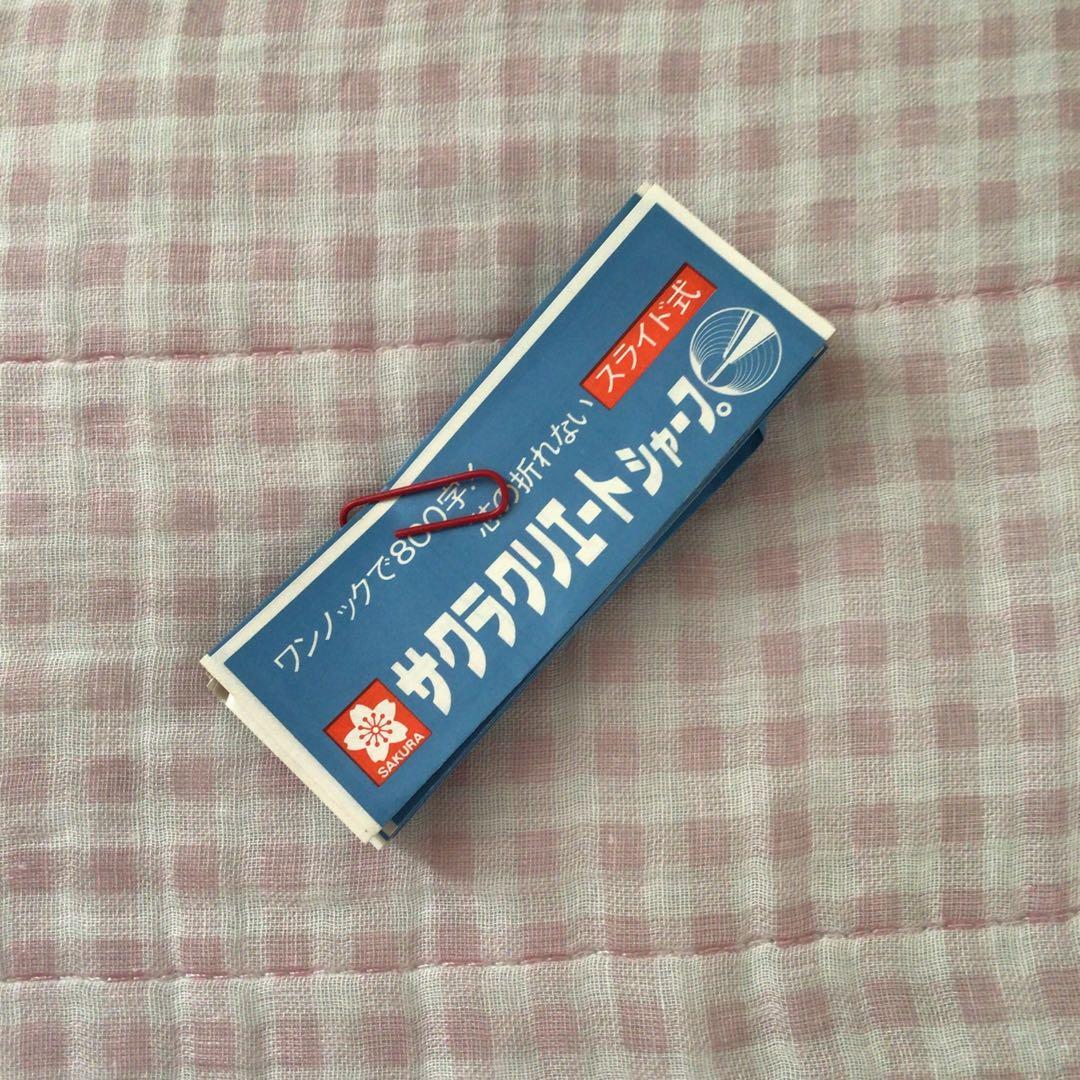 ワンノックで800字!
芯の折れない
スライド式
サクラクリエートシャープ
SAKURA